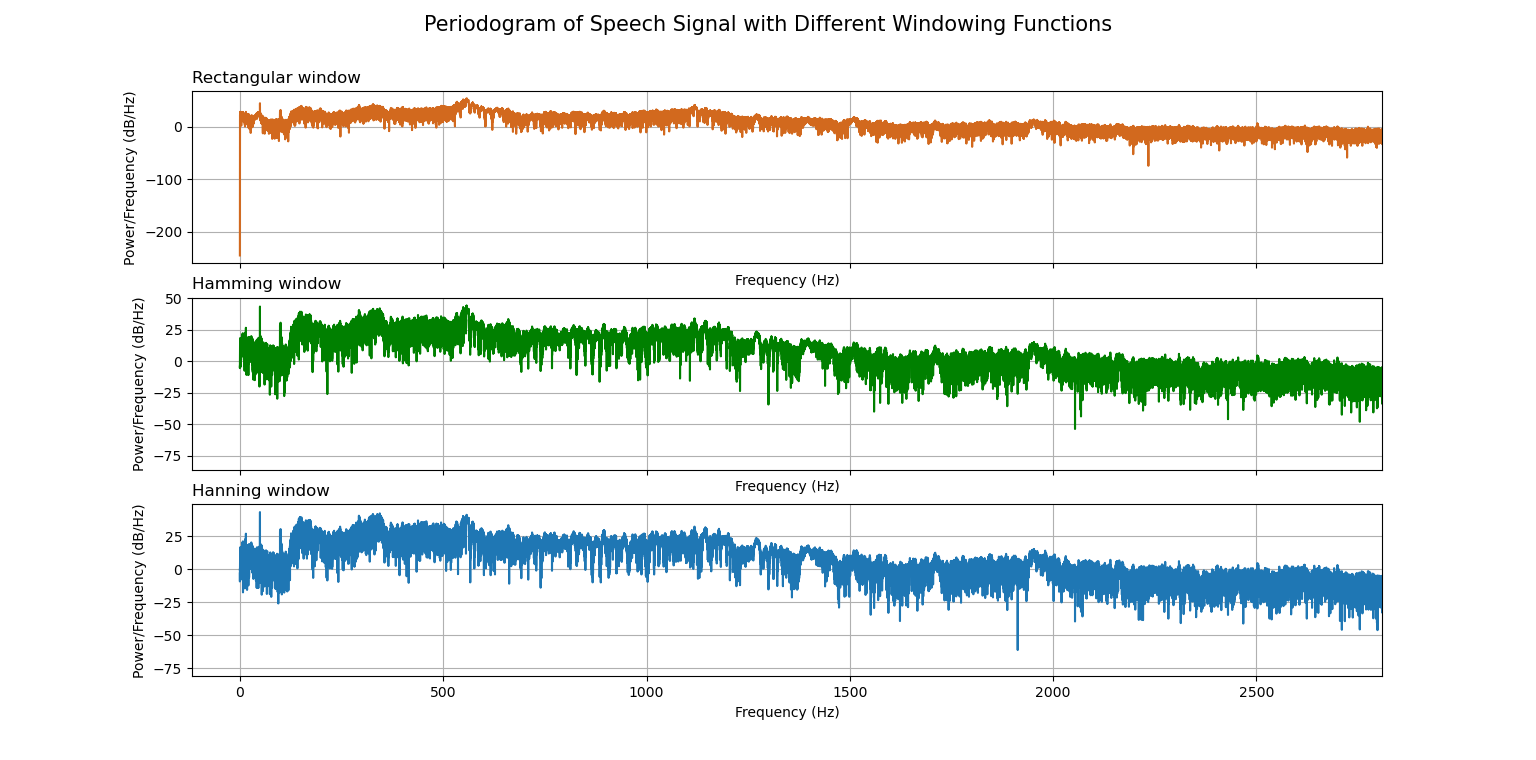 Periodogram of Speech Signal with Different Windowing Functions
Rectangular window
Power/Frequency (dB/Hz)
0
−100
−200
Frequency (Hz)
Hamming window
Power/Frequency (dB/Hz)
50
25
0
−25
−50
−75
Frequency (Hz)
Hanning window
Power/Frequency (dB/Hz)
25
0
−25
−50
−75
0 500 1000 1500 2000 2500
Frequency (Hz)